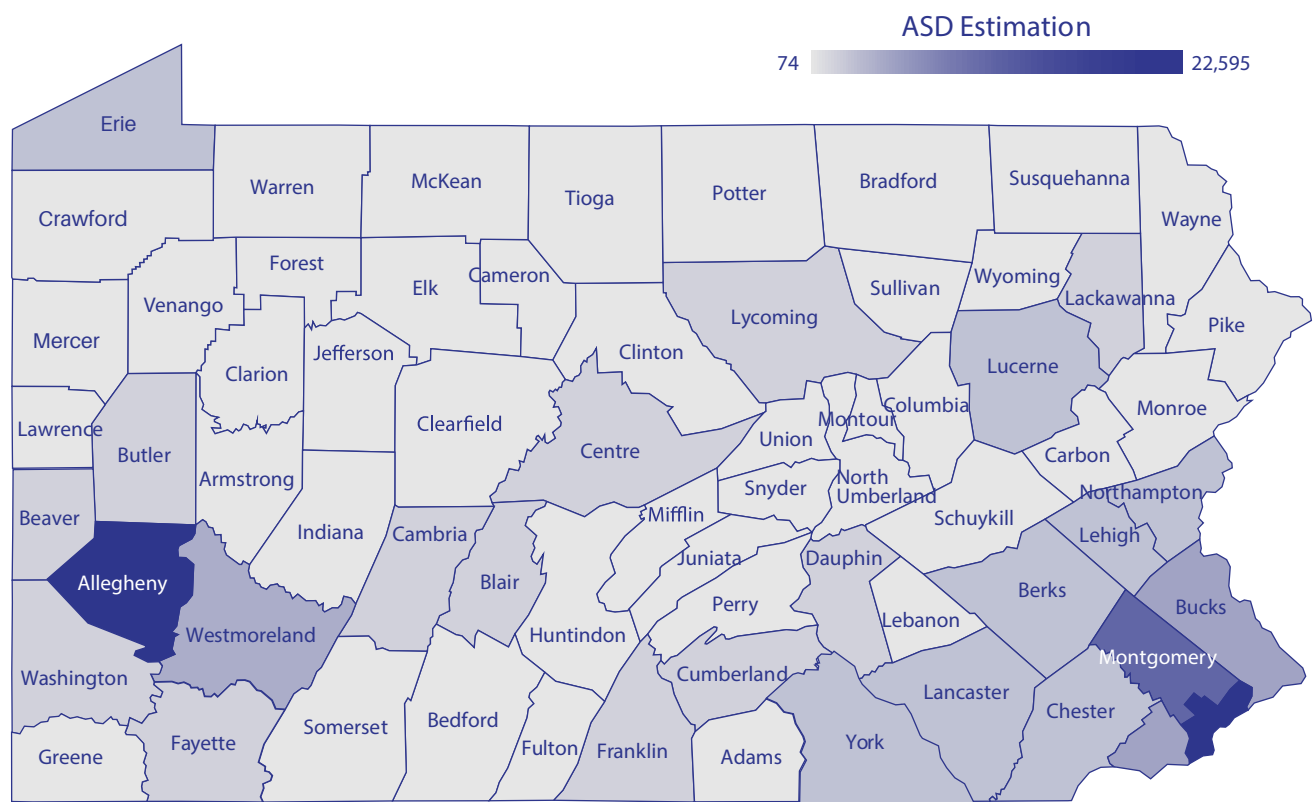 ASD Estimation
74
22,595
Erie
Warren
McKean
Tioga
Potter
Bradford
Susquehanna
Wayne
Crawford
Forest
Elk
Cameron
Sullivan
Wyoming
Lackawanna
Venango
Lycoming
Pike
Mercer
Jefferson
Clinton
Lucerne
Clarion
Lawrence
Clearfield
Montour
Columbia
Monroe
Butler
Centre
Union
Carbon
Armstrong
Snyder
North
Umberland
Northampton
Beaver
Indiana
Mifflin
Schuykill
Cambria
Lehigh
Juniata
Dauphin
Allegheny
Blair
Berks
Perry
Bucks
Westmoreland
Huntindon
Lebanon
Montgomery
Washington
Cumberland
Lancaster
Chester
Somerset
Bedford
Fayette
Fulton
Franklin
York
Greene
Adams